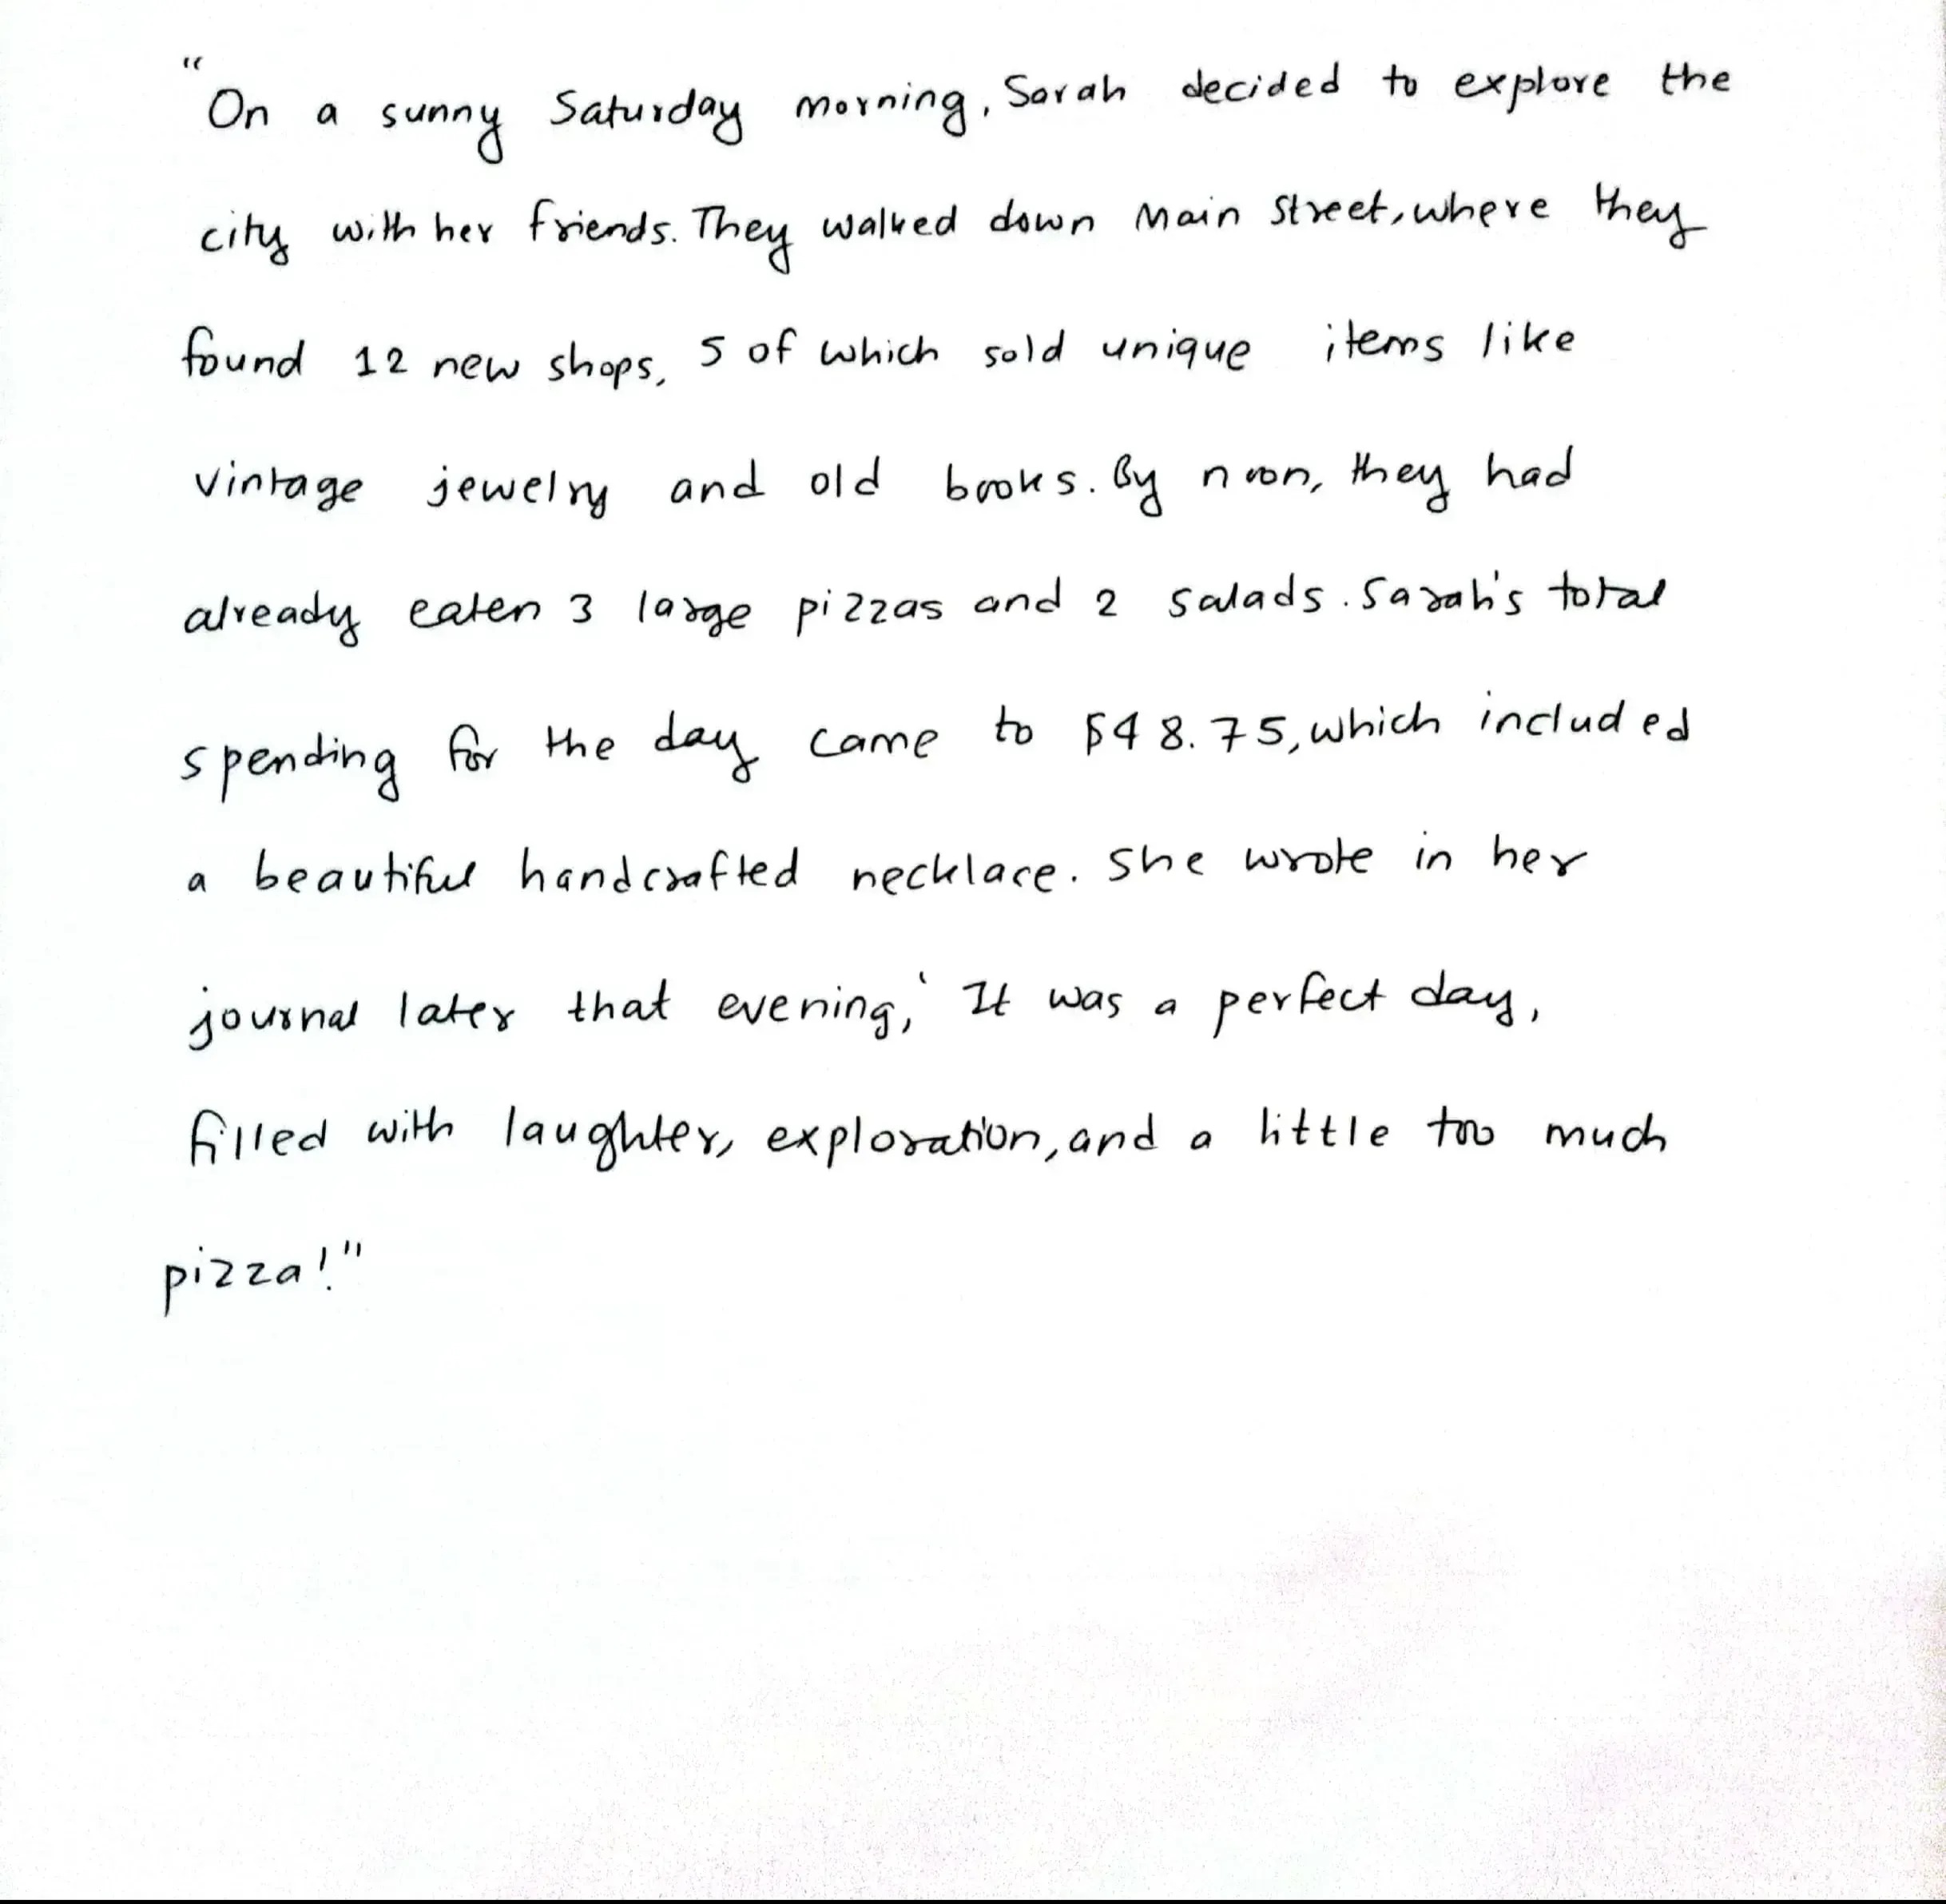 "On a sunny Saturday morning, Sarah decided to explore the
city with her friends. They walked down Main Street, where they
found 12 new shops, 5 of which sold unique items like
vintage jewelry and old books. By noon, they had
already eaten 3 large pizzas and 2 salads. Sarah's total
spending for the day came to $48.75, which included
a beautiful handcrafted necklace. She wrote in her
journal later that evening, ' It was a perfect day,
filled with laughter, exploration, and a little too much
pizza!"